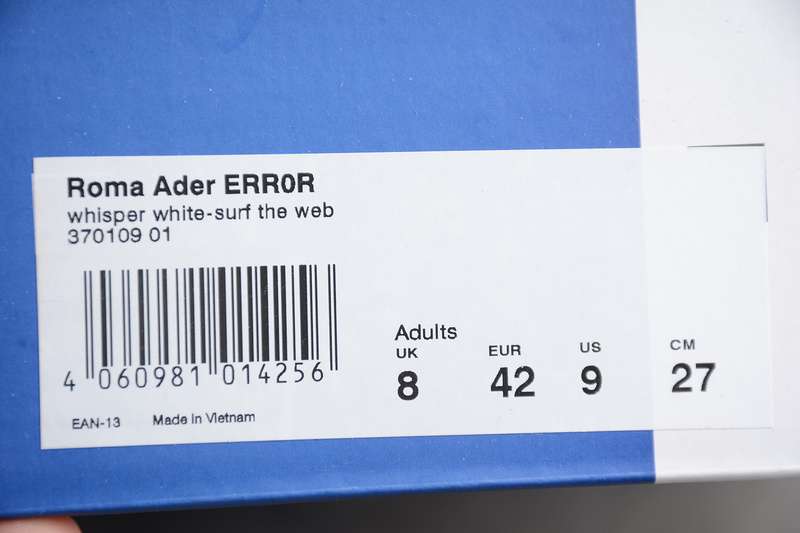 Roma Ader ERR0R
whisper white-surf the web
370109 01
4 060981 014256
EAN-13 Made in Vietnam
Adults
UK EUR US CM
8 42 9 27